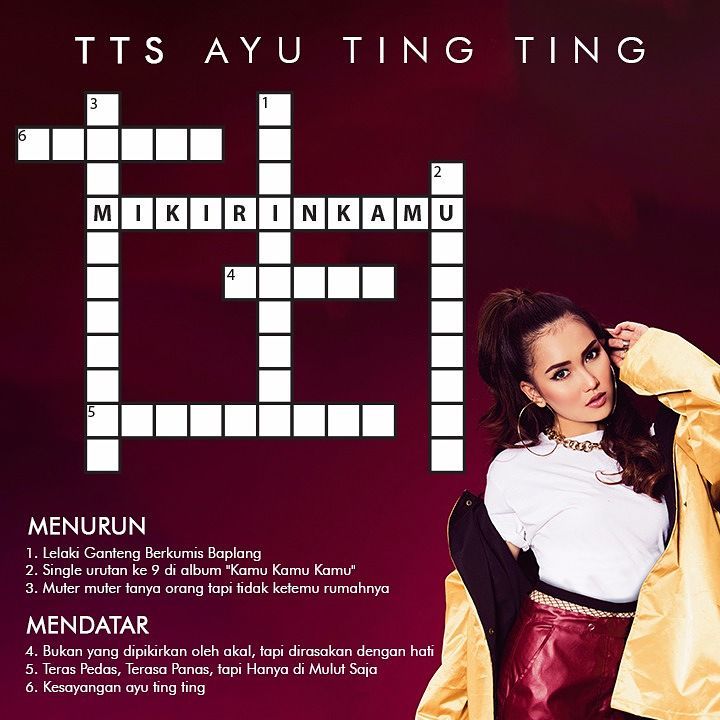 TTS AYU TING TING
3
1
6
2
MIKIRINKAMU
4
5
MENURUN
1. Lelaki Ganteng Berkumis Baplang
2. Single urutan ke 9 di album "Kamu Kamu Kamu"
3. Muter muter tanya orang tapi tidak ketemu rumahnya
MENDATAR
4. Bukan yang dipikirkan oleh akal, tapi dirasakan dengan hati
5. Teras Pedas, Terasa Panas, tapi Hanya di Mulut Saja
6. Kesayangan ayu ting ting